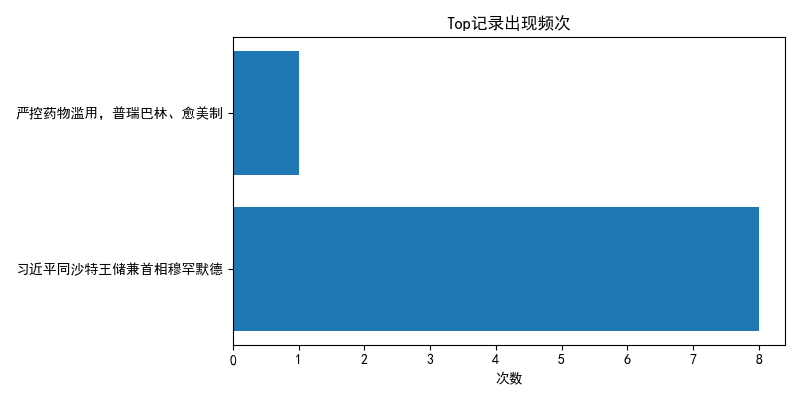 Top记录出现频次
严控药物滥用，普瑞巴林、愈美制
习近平同沙特王储兼首相穆罕默德
0 1 2 3 4 5 6 7 8
次数